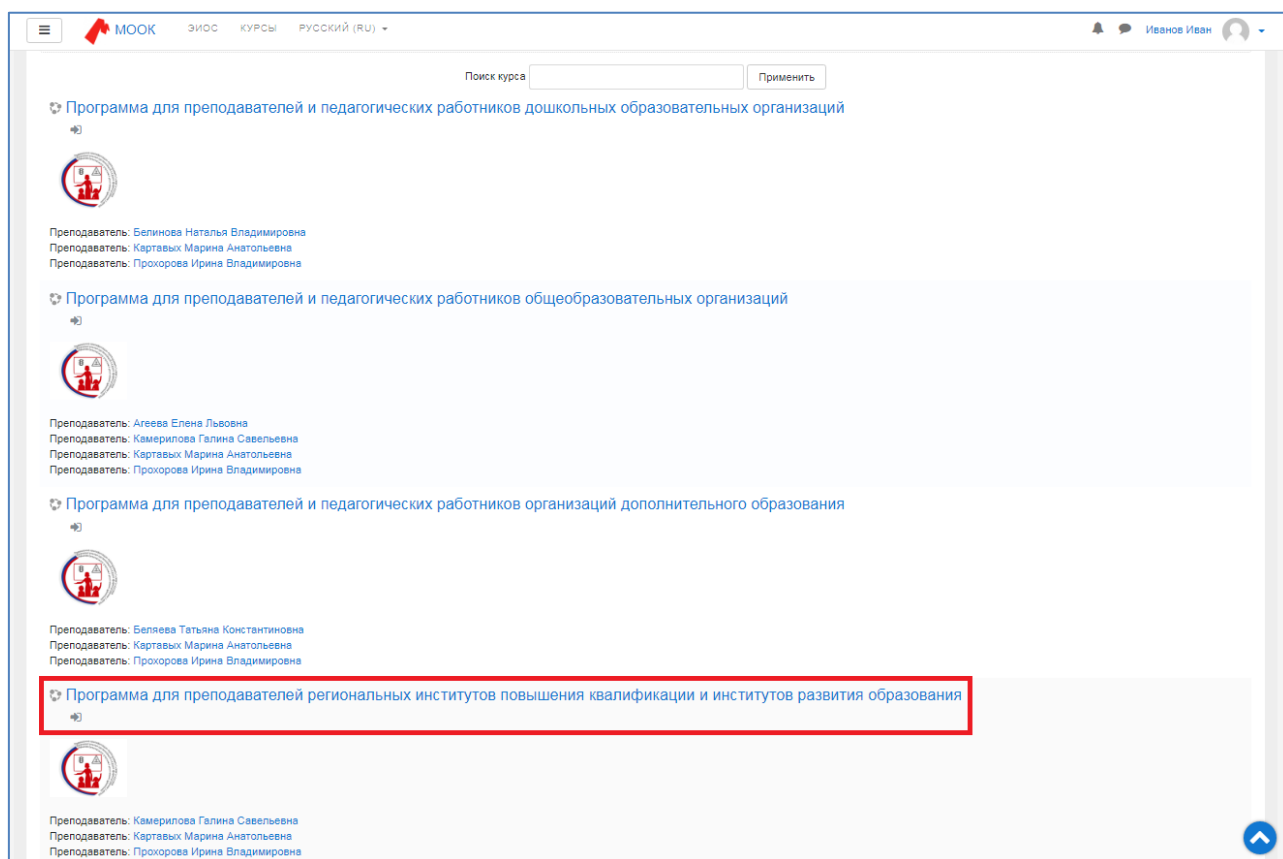 МООК ЭИОС КУРСЫ РУССКИЙ (RU) Иванов Иван
Поиск курса Применить
Программа для преподавателей и педагогических работников дошкольных образовательных организаций
Преподаватель: Белинова Наталья Владимировна
Преподаватель: Картавых Марина Анатольевна
Преподаватель: Прохорова Ирина Владимировна
Программа для преподавателей и педагогических работников общеобразовательных организаций
Преподаватель: Агеева Елена Львовна
Преподаватель: Камерилова Галина Савельевна
Преподаватель: Картавых Марина Анатольевна
Преподаватель: Прохорова Ирина Владимировна
Программа для преподавателей и педагогических работников организаций дополнительного образования
Преподаватель: Беляева Татьяна Константиновна
Преподаватель: Картавых Марина Анатольевна
Преподаватель: Прохорова Ирина Владимировна
Программа для преподавателей региональных институтов повышения квалификации и институтов развития образования
Преподаватель: Камерилова Галина Савельевна
Преподаватель: Картавых Марина Анатольевна
Преподаватель: Прохорова Ирина Владимировна